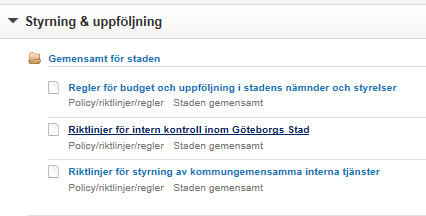 Styrning & uppföljning
Gemensamt för staden
Regler för budget och uppföljning i stadens nämnder och styrelser
Policy/riktlinjer/regler Staden gemensamt
Riktlinjer för intern kontroll inom Göteborgs Stad
Policy/riktlinjer/regler Staden gemensamt
Riktlinjer för styrning av kommungemensamma interna tjänster
Policy/riktlinjer/regler Staden gemensamt